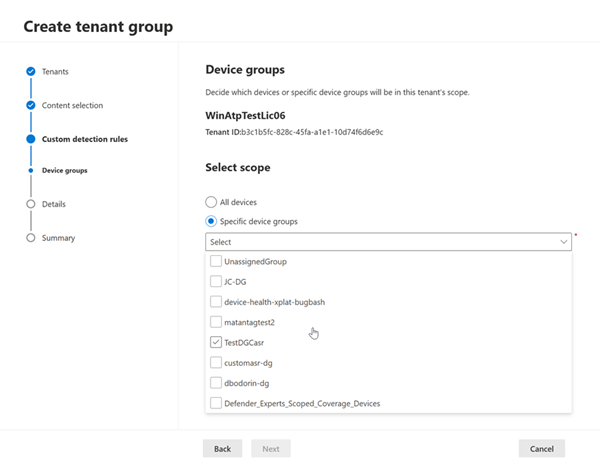 Create tenant group
Tenants
Content selection
Custom detection rules
Device groups
Details
Summary
Device groups
Decide which devices or specific device groups will be in this tenant's scope.
WinAtpTestLic06
Tenant ID:b3c1b5fc-828c-45fa-a1e1-10d74f6d6e9c
Select scope
All devices
Specific device groups
*
Select
UnassignedGroup
JC-DG
device-health-xplat-bugbash
matantagtest2
TestDGCasr
customasr-dg
dbodorin-dg
Defender_Experts_Scoped_Coverage_Devices
Back
Next
Cancel